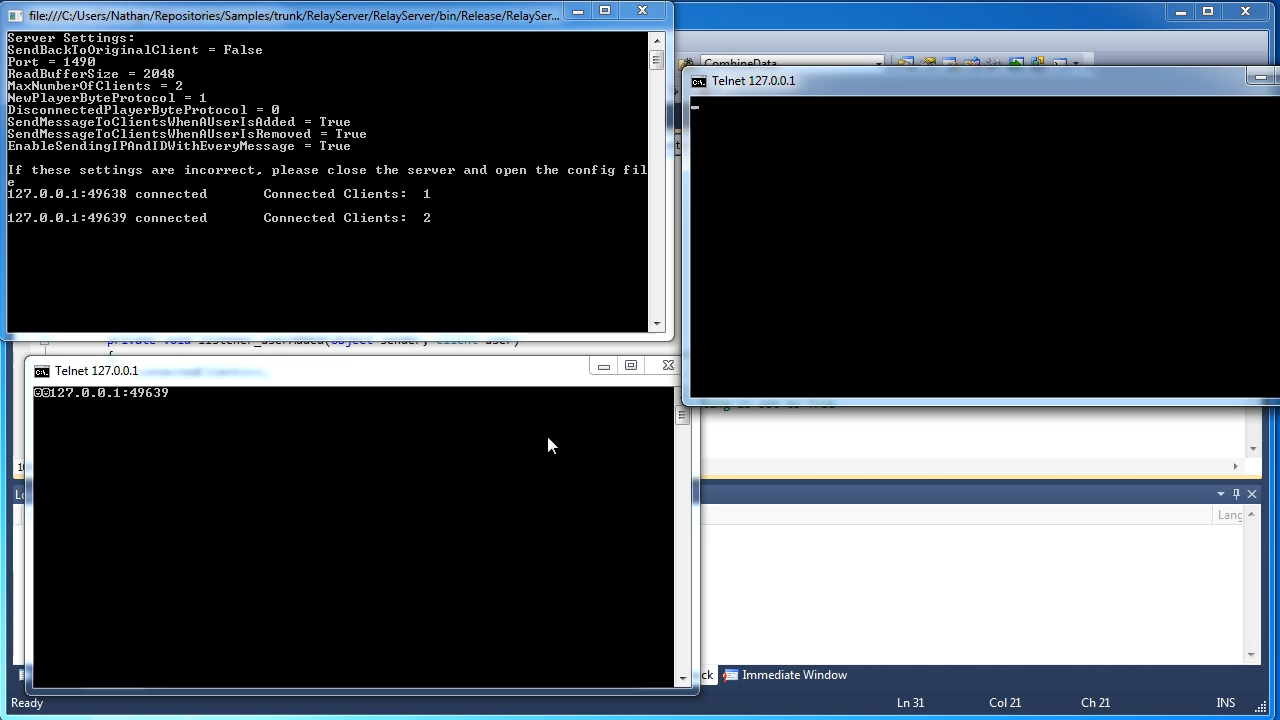 file:///C:/Users/Nathan/Repositories/Samples/trunk/RelayServer/RelayServer/bin/Release/RelaySer...
Server Settings:
SendBackToOriginalClient = False
Port = 1490
ReadBufferSize = 2048
MaxNumberOfClients = 2
NewPlayerByteProtocol = 1
DisconnectedPlayerByteProtocol = 0
SendMessageToClientsWhenAUserIsAdded = True
SendMessageToClientsWhenAUserIsRemoved = True
EnableSendingIPAndIDWithEveryMessage = True
If these settings are incorrect, please close the server and open the config fil
e
127.0.0.1:49638 connected Connected Clients: 1
127.0.0.1:49639 connected Connected Clients: 2
CombineData
Telnet 127.0.0.1
private void listener_userAdded(object sender, Client user)
Telnet 127.0.0.1
☺☺127.0.0.1:49639
Lang
Immediate Window
Ready
Ln 31
Col 21
Ch 21
INS